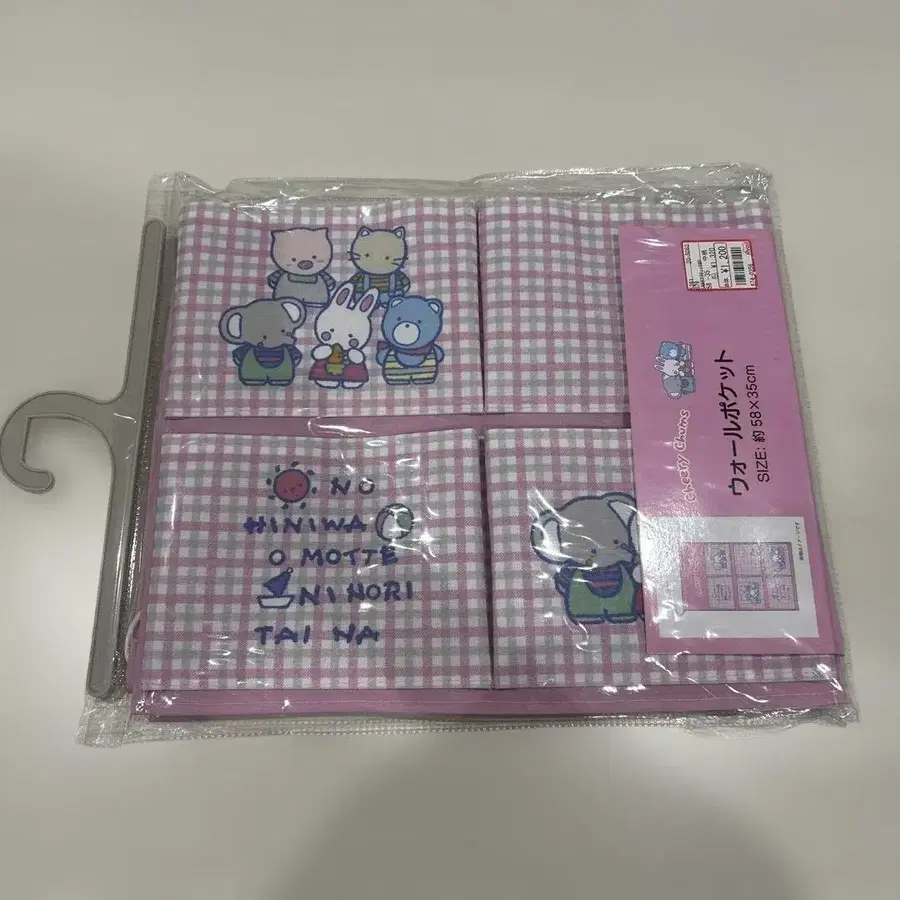 NO
HINIWA
O MOTTE
NI NORI
TAI NA
¥1,200
Cheery Chums
ウォールポケット
SIZE: 約 58×35cm